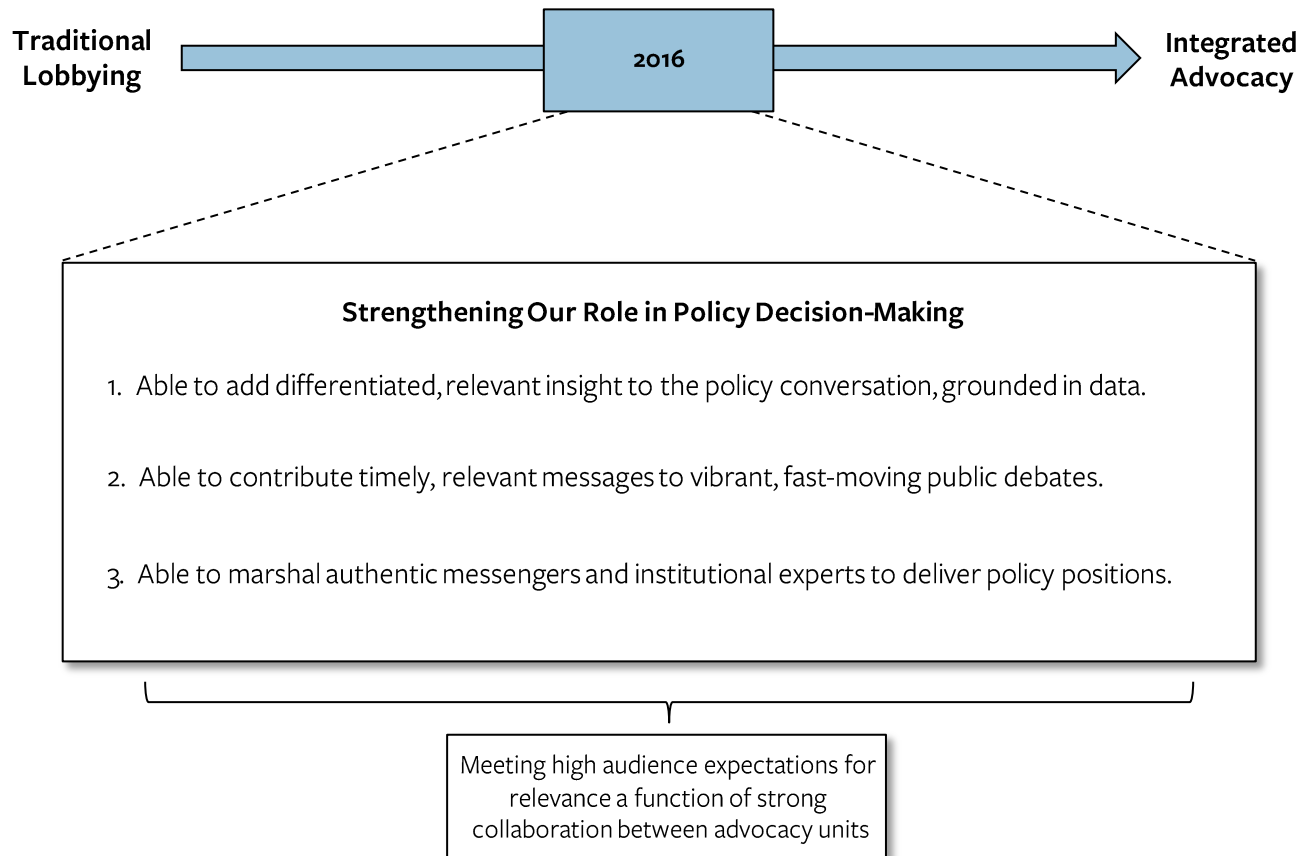 Traditional
Lobbying
2016
Integrated
Advocacy
Strengthening Our Role in Policy Decision-Making
1. Able to add differentiated, relevant insight to the policy conversation, grounded in data.
2. Able to contribute timely, relevant messages to vibrant, fast-moving public debates.
3. Able to marshal authentic messengers and institutional experts to deliver policy positions.
Meeting high audience expectations for
relevance a function of strong
collaboration between advocacy units